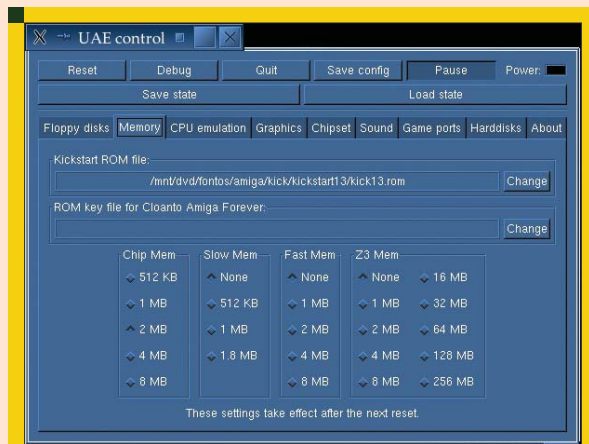 UAE control
Reset Debug Quit Save config Pause Power:
Save state Load state
Floppy disks Memory CPU emulation Graphics Chipset Sound Game ports Harddisks About
Kickstart ROM file:
/mnt/dvd/fontos/amiga/kick/kickstart13/kick13.rom Change
ROM key file for Cloanto Amiga Forever:
Change
Chip Mem Slow Mem Fast Mem Z3 Mem
512 KB None None None 16 MB
1 MB 512 KB 1 MB 1 MB 32 MB
2 MB 1 MB 2 MB 2 MB 64 MB
4 MB 1.8 MB 4 MB 4 MB 128 MB
8 MB 8 MB 8 MB 256 MB
These settings take effect after the next reset.